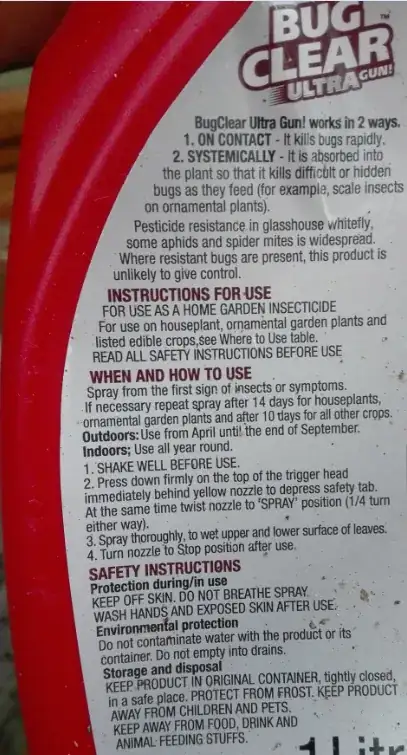 BUG
CLEAR™
ULTRA GUN!
BugClear Ultra Gun! works in 2 ways.
1. ON CONTACT - It kills bugs rapidly.
2. SYSTEMICALLY - It is absorbed into
the plant so that it kills difficult or hidden
bugs as they feed (for example, scale insects
on ornamental plants).
Pesticide resistance in glasshouse whitefly,
some aphids and spider mites is widespread.
Where resistant bugs are present, this product is
unlikely to give control.
INSTRUCTIONS FOR USE
FOR USE AS A HOME GARDEN INSECTICIDE
For use on houseplant, ornamental garden plants and
listed edible crops,see Where to Use table.
READ ALL SAFETY INSTRUCTIONS BEFORE USE
WHEN AND HOW TO USE
Spray from the first sign of insects or symptoms.
If necessary repeat spray after 14 days for houseplants,
ornamental garden plants and after 10 days for all other crops.
Outdoors: Use from April until the end of September.
Indoors; Use all year round.
1. SHAKE WELL BEFORE USE.
2. Press down firmly on the top of the trigger head
immediately behind yellow nozzle to depress safety tab.
At the same time twist nozzle to 'SPRAY' position (1/4 turn
either way).
3. Spray thoroughly, to wet upper and lower surface of leaves.
4. Turn nozzle to Stop position after use.
SAFETY INSTRUCTIONS
Protection during/in use
KEEP OFF SKIN. DO NOT BREATHE SPRAY.
WASH HANDS AND EXPOSED SKIN AFTER USE.
Environmental protection
Do not contaminate water with the product or its
container. Do not empty into drains.
Storage and disposal
KEEP PRODUCT IN ORIGINAL CONTAINER, tightly closed,
in a safe place. PROTECT FROM FROST. KEEP PRODUCT
AWAY FROM CHILDREN AND PETS.
KEEP AWAY FROM FOOD, DRINK AND
ANIMAL FEEDING STUFFS.